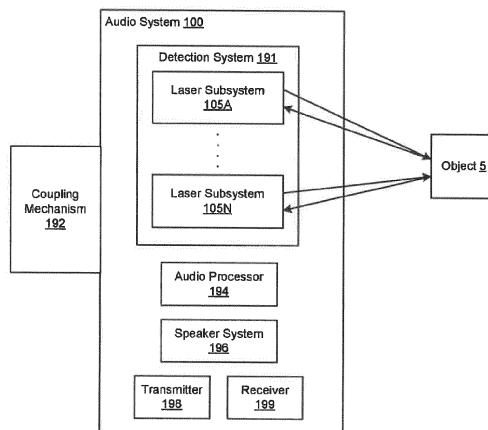 Audio System 100
Detection System 191
Laser Subsystem
105A
Laser Subsystem
105N
Object 5
Coupling
Mechanism
192
Audio Processor
194
Speaker System
196
Transmitter
198
Receiver
199